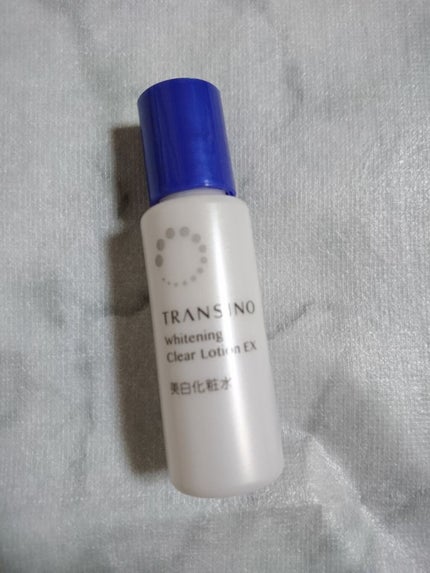 TRANSINO
Whitening
Clear Lotion EX
美白化粧水